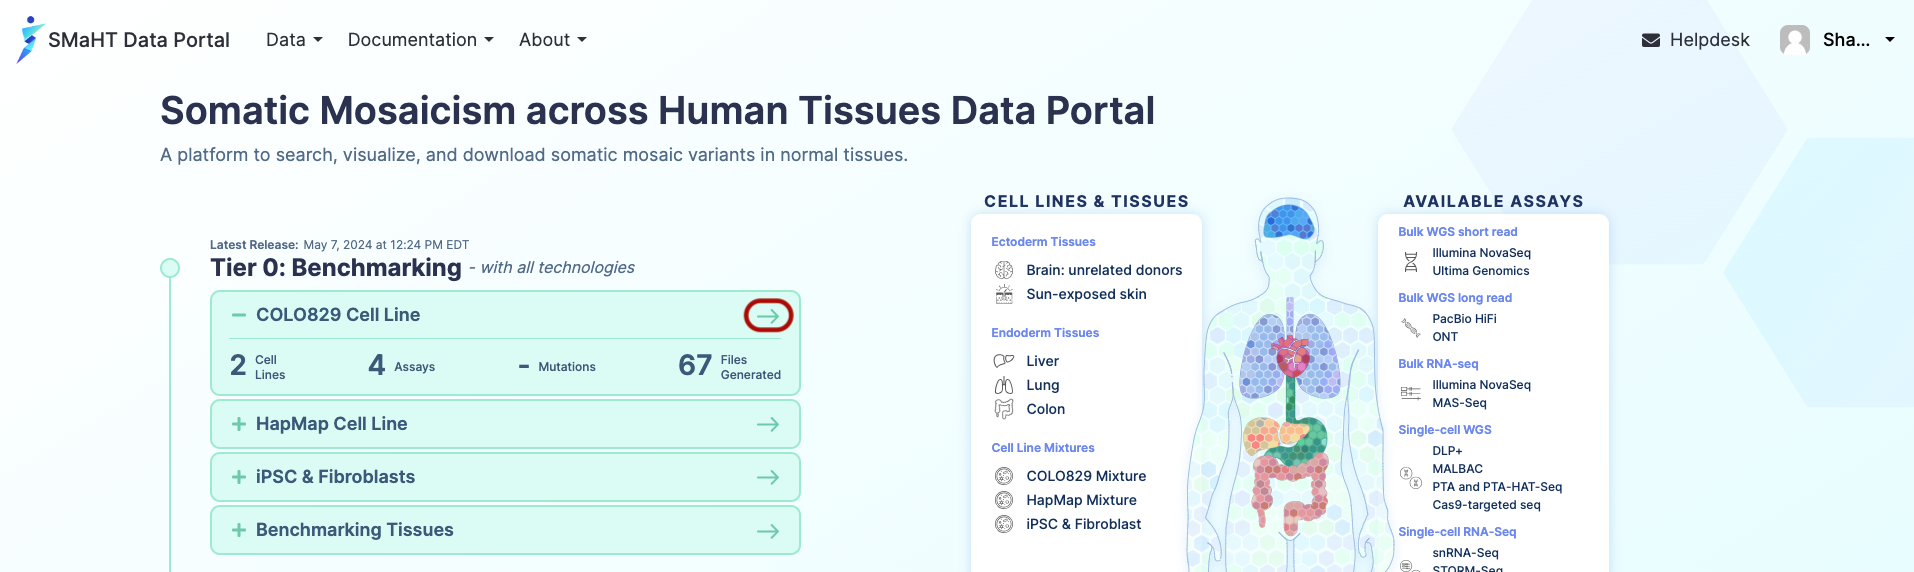 SMaHT Data Portal
Data
Documentation
About
Helpdesk
Sha...
Somatic Mosaicism across Human Tissues Data Portal
A platform to search, visualize, and download somatic mosaic variants in normal tissues.
Latest Release: May 7, 2024 at 12:24 PM EDT
Tier 0: Benchmarking - with all technologies
COLO829 Cell Line
2 Cell Lines
4 Assays
- Mutations
67 Files Generated
HapMap Cell Line
iPSC & Fibroblasts
Benchmarking Tissues
CELL LINES & TISSUES
Ectoderm Tissues
Brain: unrelated donors
Sun-exposed skin
Endoderm Tissues
Liver
Lung
Colon
Cell Line Mixtures
COLO829 Mixture
HapMap Mixture
iPSC & Fibroblast
AVAILABLE ASSAYS
Bulk WGS short read
Illumina NovaSeq
Ultima Genomics
Bulk WGS long read
PacBio HiFi
ONT
Bulk RNA-seq
Illumina NovaSeq
MAS-Seq
Single-cell WGS
DLP+
MALBAC
PTA and PTA-HAT-Seq
Cas9-targeted seq
Single-cell RNA-Seq
snRNA-Seq
STORM-Seq